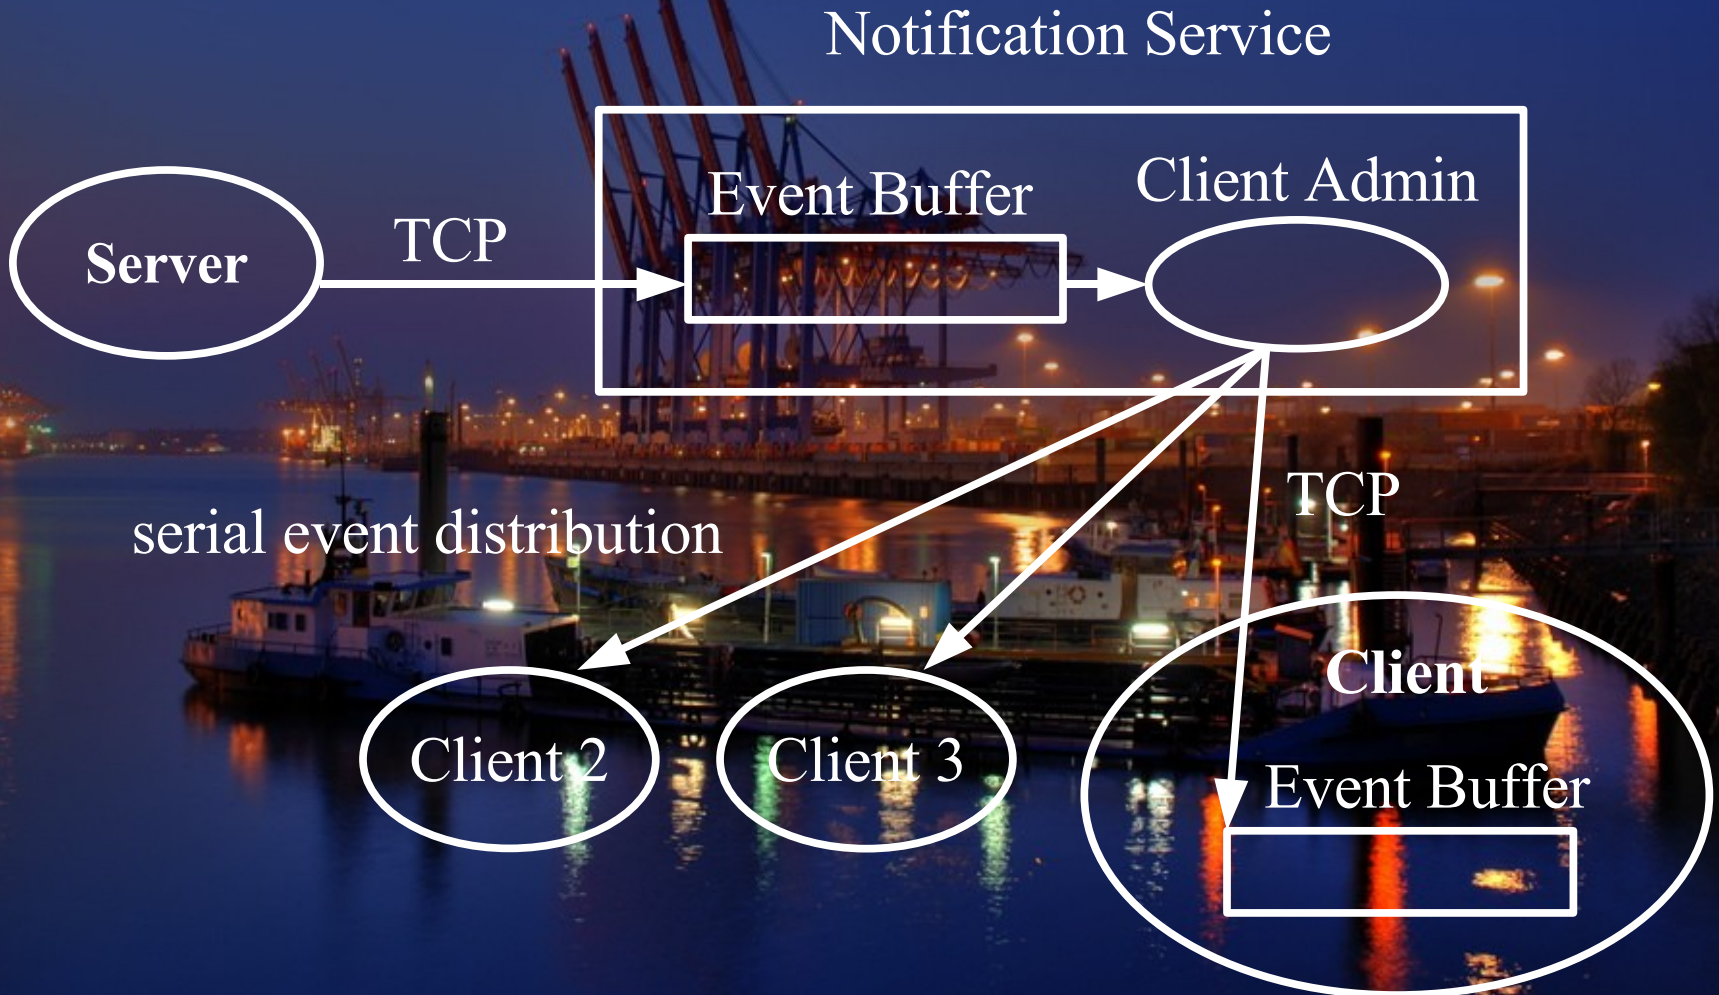 Notification Service
Event Buffer
Client Admin
Server
TCP
TCP
serial event distribution
Client
Client 2
Client 3
Event Buffer